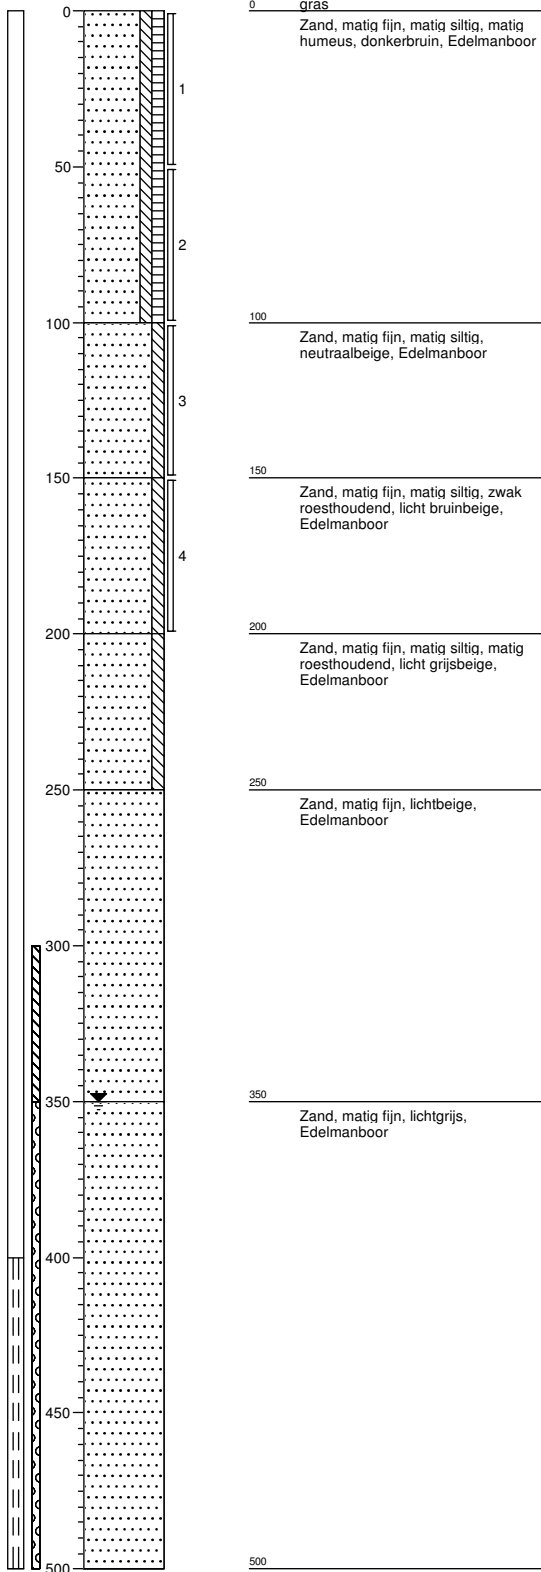 0
gras
Zand, matig fijn, matig siltig, matig
humeus, donkerbruin, Edelmanboor
0
1
50
2
100
100
Zand, matig fijn, matig siltig,
neutraalbeige, Edelmanboor
3
150
150
Zand, matig fijn, matig siltig, zwak
roesthoudend, licht bruinbeige,
Edelmanboor
4
200
200
Zand, matig fijn, matig siltig, matig
roesthoudend, licht grijsbeige,
Edelmanboor
250
250
Zand, matig fijn, lichtbeige,
Edelmanboor
300
350
350
Zand, matig fijn, lichtgrijs,
Edelmanboor
400
450
500
500